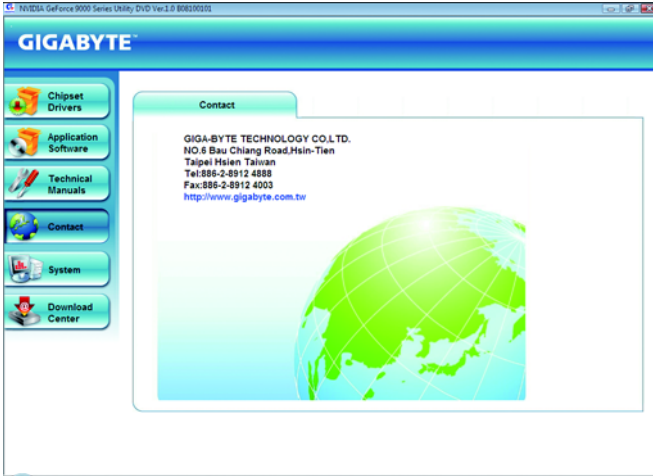 NVIDIA GeForce 9000 Series Utility DVD Ver.1.0 B08100101
GIGABYTE™
Chipset
Drivers
Application
Software
Technical
Manuals
Contact
System
Download
Center
Contact
GIGA-BYTE TECHNOLOGY CO,LTD.
NO.6 Bau Chiang Road,Hsin-Tien
Taipei Hsien Taiwan
Tel:886-2-8912 4888
Fax:886-2-8912 4003
http://www.gigabyte.com.tw